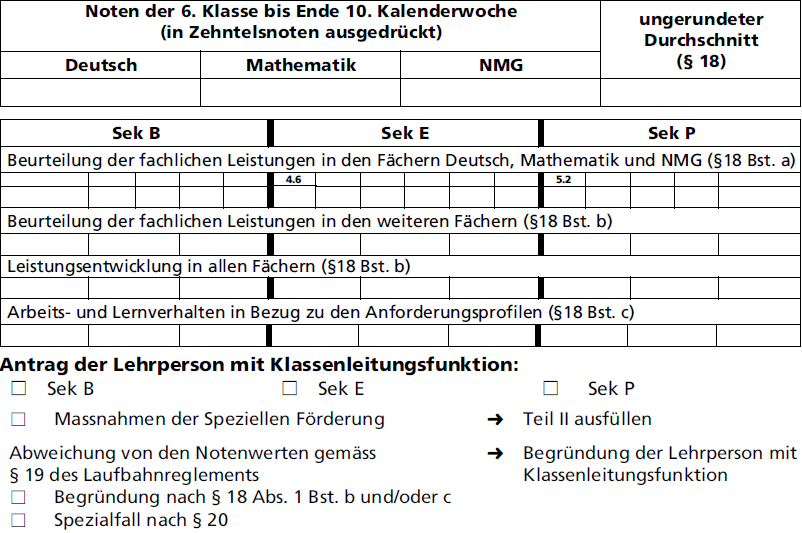 Noten der 6. Klasse bis Ende 10. Kalenderwoche
(in Zehntelsnoten ausgedrückt)
ungerundeter
Durchschnitt
(§ 18)
Deutsch Mathematik NMG
Sek B Sek E Sek P
Beurteilung der fachlichen Leistungen in den Fächern Deutsch, Mathematik und NMG (§18 Bst. a)
4.6 5.2
Beurteilung der fachlichen Leistungen in den weiteren Fächern (§18 Bst. b)
Leistungsentwicklung in allen Fächern (§18 Bst. b)
Arbeits- und Lernverhalten in Bezug zu den Anforderungsprofilen (§18 Bst. c)
Antrag der Lehrperson mit Klassenleitungsfunktion:
☐ Sek B ☐ Sek E ☐ Sek P
☐ Massnahmen der Speziellen Förderung ➔ Teil II ausfüllen
Abweichung von den Notenwerten gemäss ➔ Begründung der Lehrperson mit
§ 19 des Laufbahnreglements Klassenleitungsfunktion
☐ Begründung nach § 18 Abs. 1 Bst. b und/oder c
☐ Spezialfall nach § 20